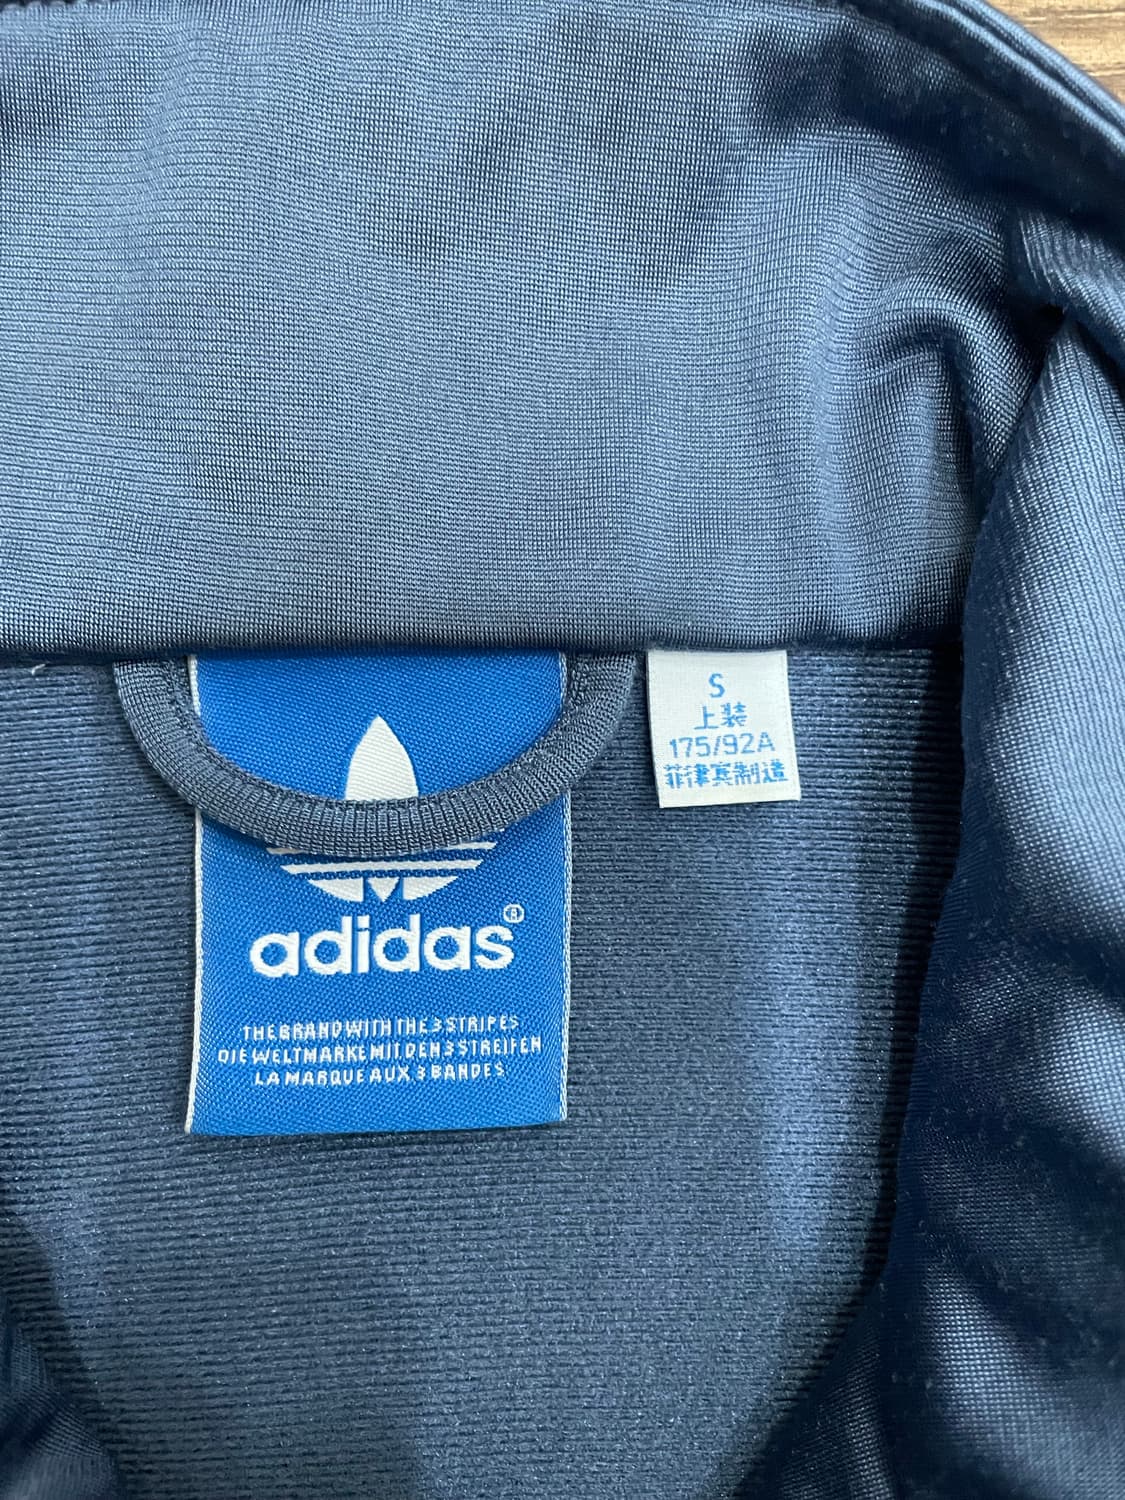 S
上装
175/92A
菲律宾制造
adidas®
THE BRAND WITH THE 3 STRIPES
DIE WELTMARKE MIT DEN 3 STREIFEN
LA MARQUE AUX 3 BANDES